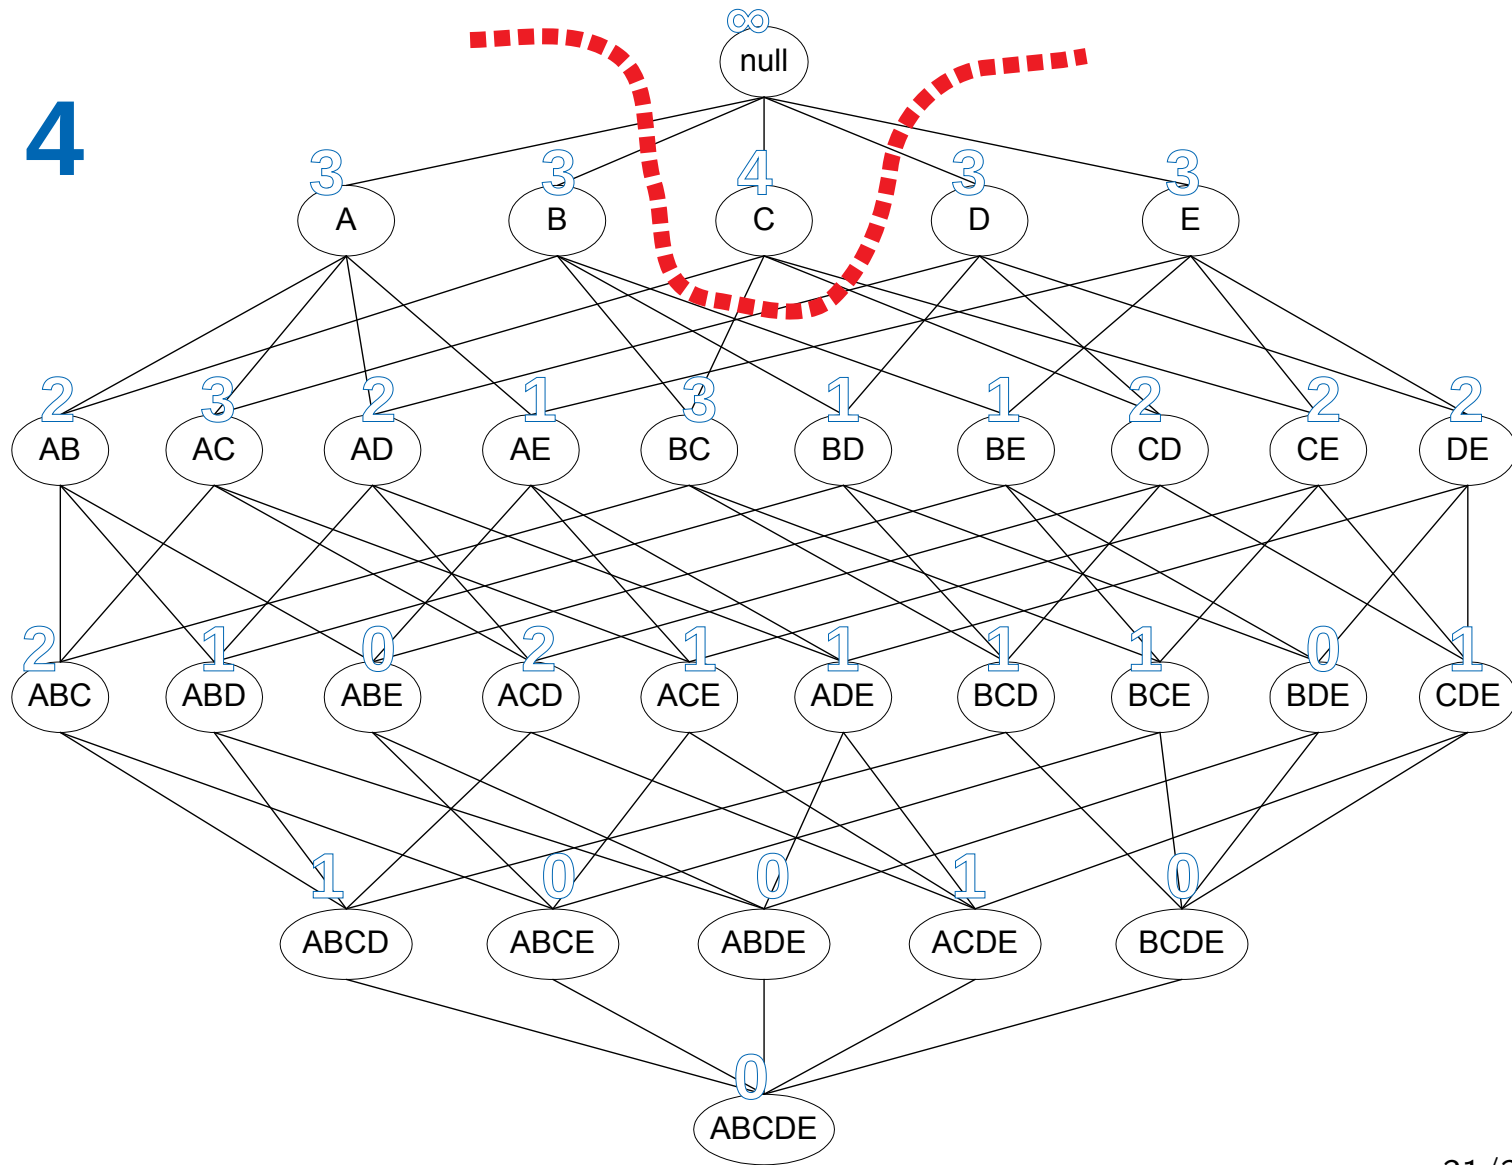 ∞
null
4
3 3 4 3 3
A B C D E
2 3 2 1 3 1 1 2 2 2
AB AC AD AE BC BD BE CD CE DE
2 1 0 2 1 1 1 1 0 1
ABC ABD ABE ACD ACE ADE BCD BCE BDE CDE
1 0 0 1 0
ABCD ABCE ABDE ACDE BCDE
0
ABCDE